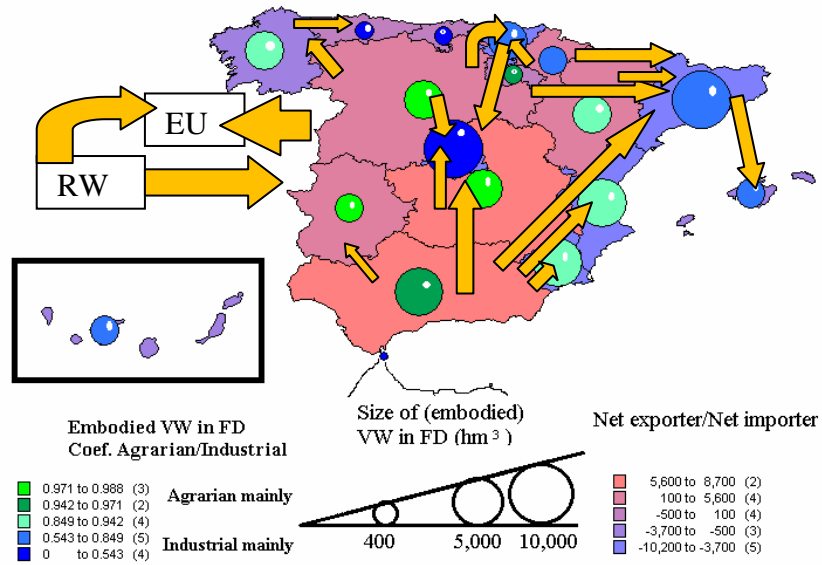 EU
RW
Embodied VW in FD
Coef. Agrarian/Industrial
0.971 to 0.988 (3)
0.942 to 0.971 (2)
0.849 to 0.942 (4)
0.543 to 0.849 (5)
0 to 0.543 (4)
Size of (embodied)
VW in FD (hm³)
Agrarian mainly
Industrial mainly
400 5,000 10,000
Net exporter/Net importer
5,600 to 8,700 (2)
100 to 5,600 (4)
-500 to 100 (4)
-3,700 to -500 (3)
-10,200 to -3,700 (5)